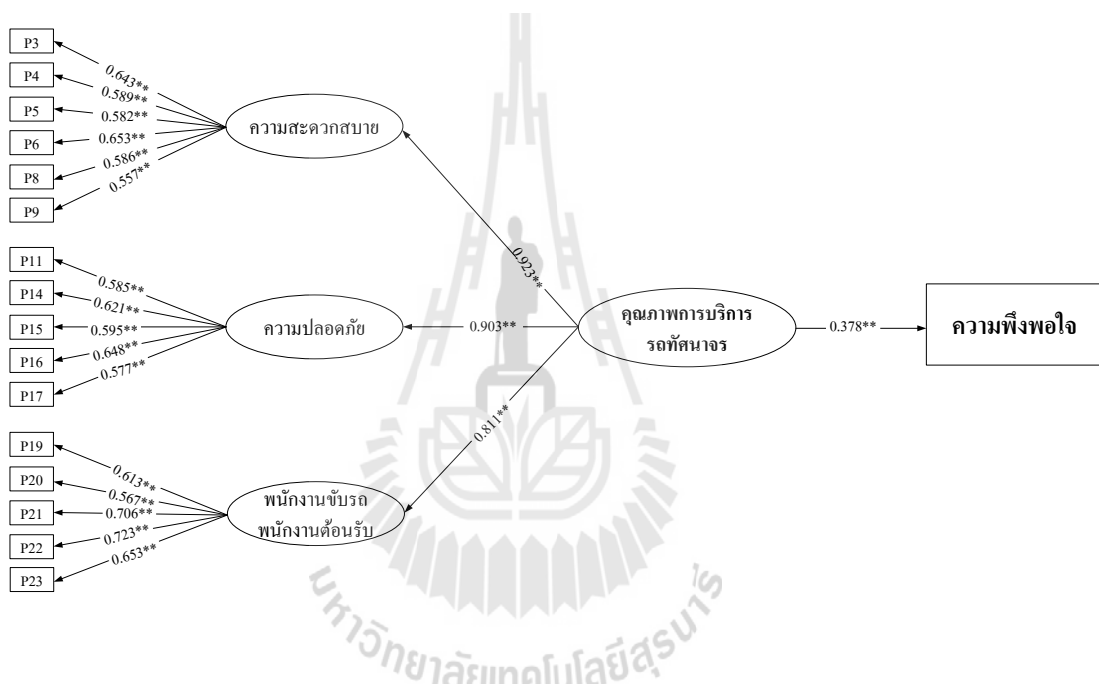 P3
P4
P5
P6
P8
P9
0.643**
0.589**
0.582**
0.653**
0.586**
0.557**
ความสะดวกสบาย
P11
P14
P15
P16
P17
0.585**
0.621**
0.595**
0.648**
0.577**
ความปลอดภัย
P19
P20
P21
P22
P23
0.613**
0.567**
0.706**
0.723**
0.653**
พนักงานขับรถ
พนักงานต้อนรับ
0.923**
0.903**
0.811**
คุณภาพการบริการ
รถทัศนาจร
0.378**
ความพึงพอใจ
มหาวิทยาลัยเทคโนโลยีสุรนารี